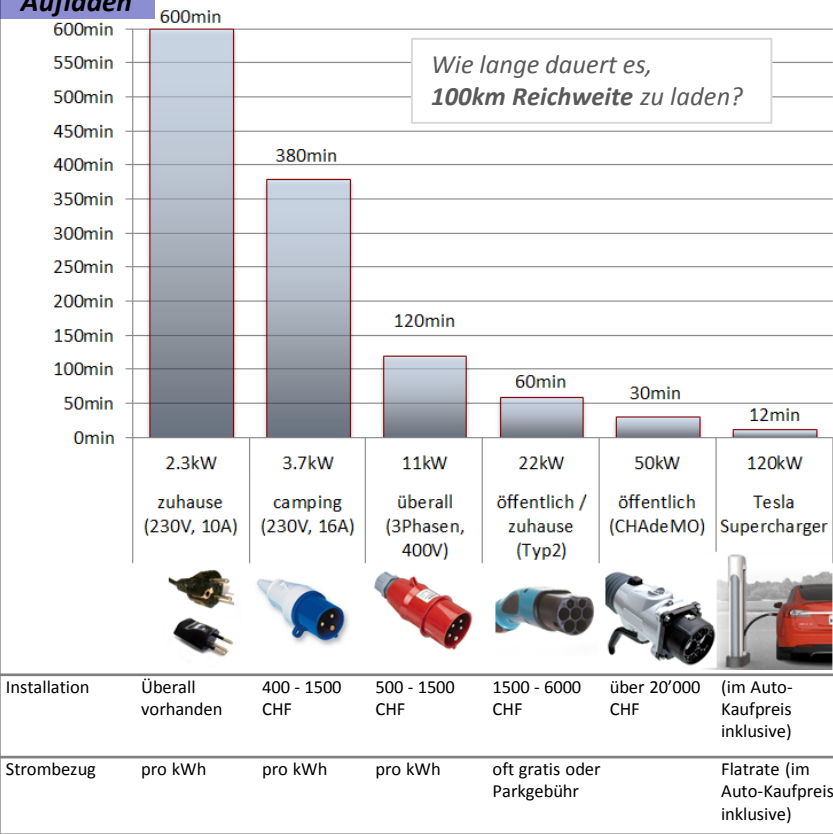 Aufladen
600min
600min
550min
500min
450min
400min
350min
300min
250min
200min
150min
100min
50min
0min
Wie lange dauert es,
100km Reichweite zu laden?
380min
120min
60min
30min
12min
2.3kW
zuhause
(230V, 10A)
3.7kW
camping
(230V, 16A)
11kW
überall
(3Phasen,
400V)
22kW
öffentlich /
zuhause
(Typ2)
50kW
öffentlich
(CHAdeMO)
120kW
Tesla
Supercharger
Installation
Überall
vorhanden
400 - 1500
CHF
500 - 1500
CHF
1500 - 6000
CHF
über 20’000
CHF
(im Auto-
Kaufpreis
inklusive)
Strombezug
pro kWh
pro kWh
pro kWh
oft gratis oder
Parkgebühr
Flatrate (im
Auto-Kaufpreis
inklusive)